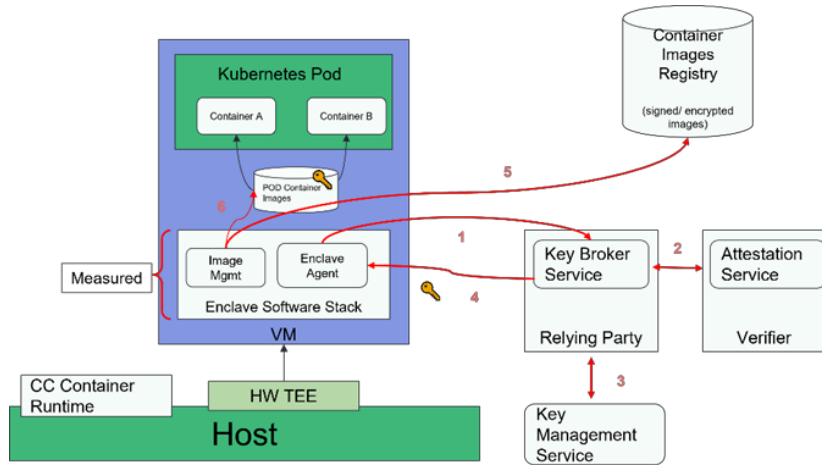 Container
Images
Registry
(signed/ encrypted
images)
Kubernetes Pod
Container A
Container B
5
POD Container
Images
6
1
Measured
Image
Mgmt
Enclave
Agent
Enclave Software Stack
VM
4
Key Broker
Service
Relying Party
2
Attestation
Service
Verifier
3
Key
Management
Service
CC Container
Runtime
HW TEE
Host